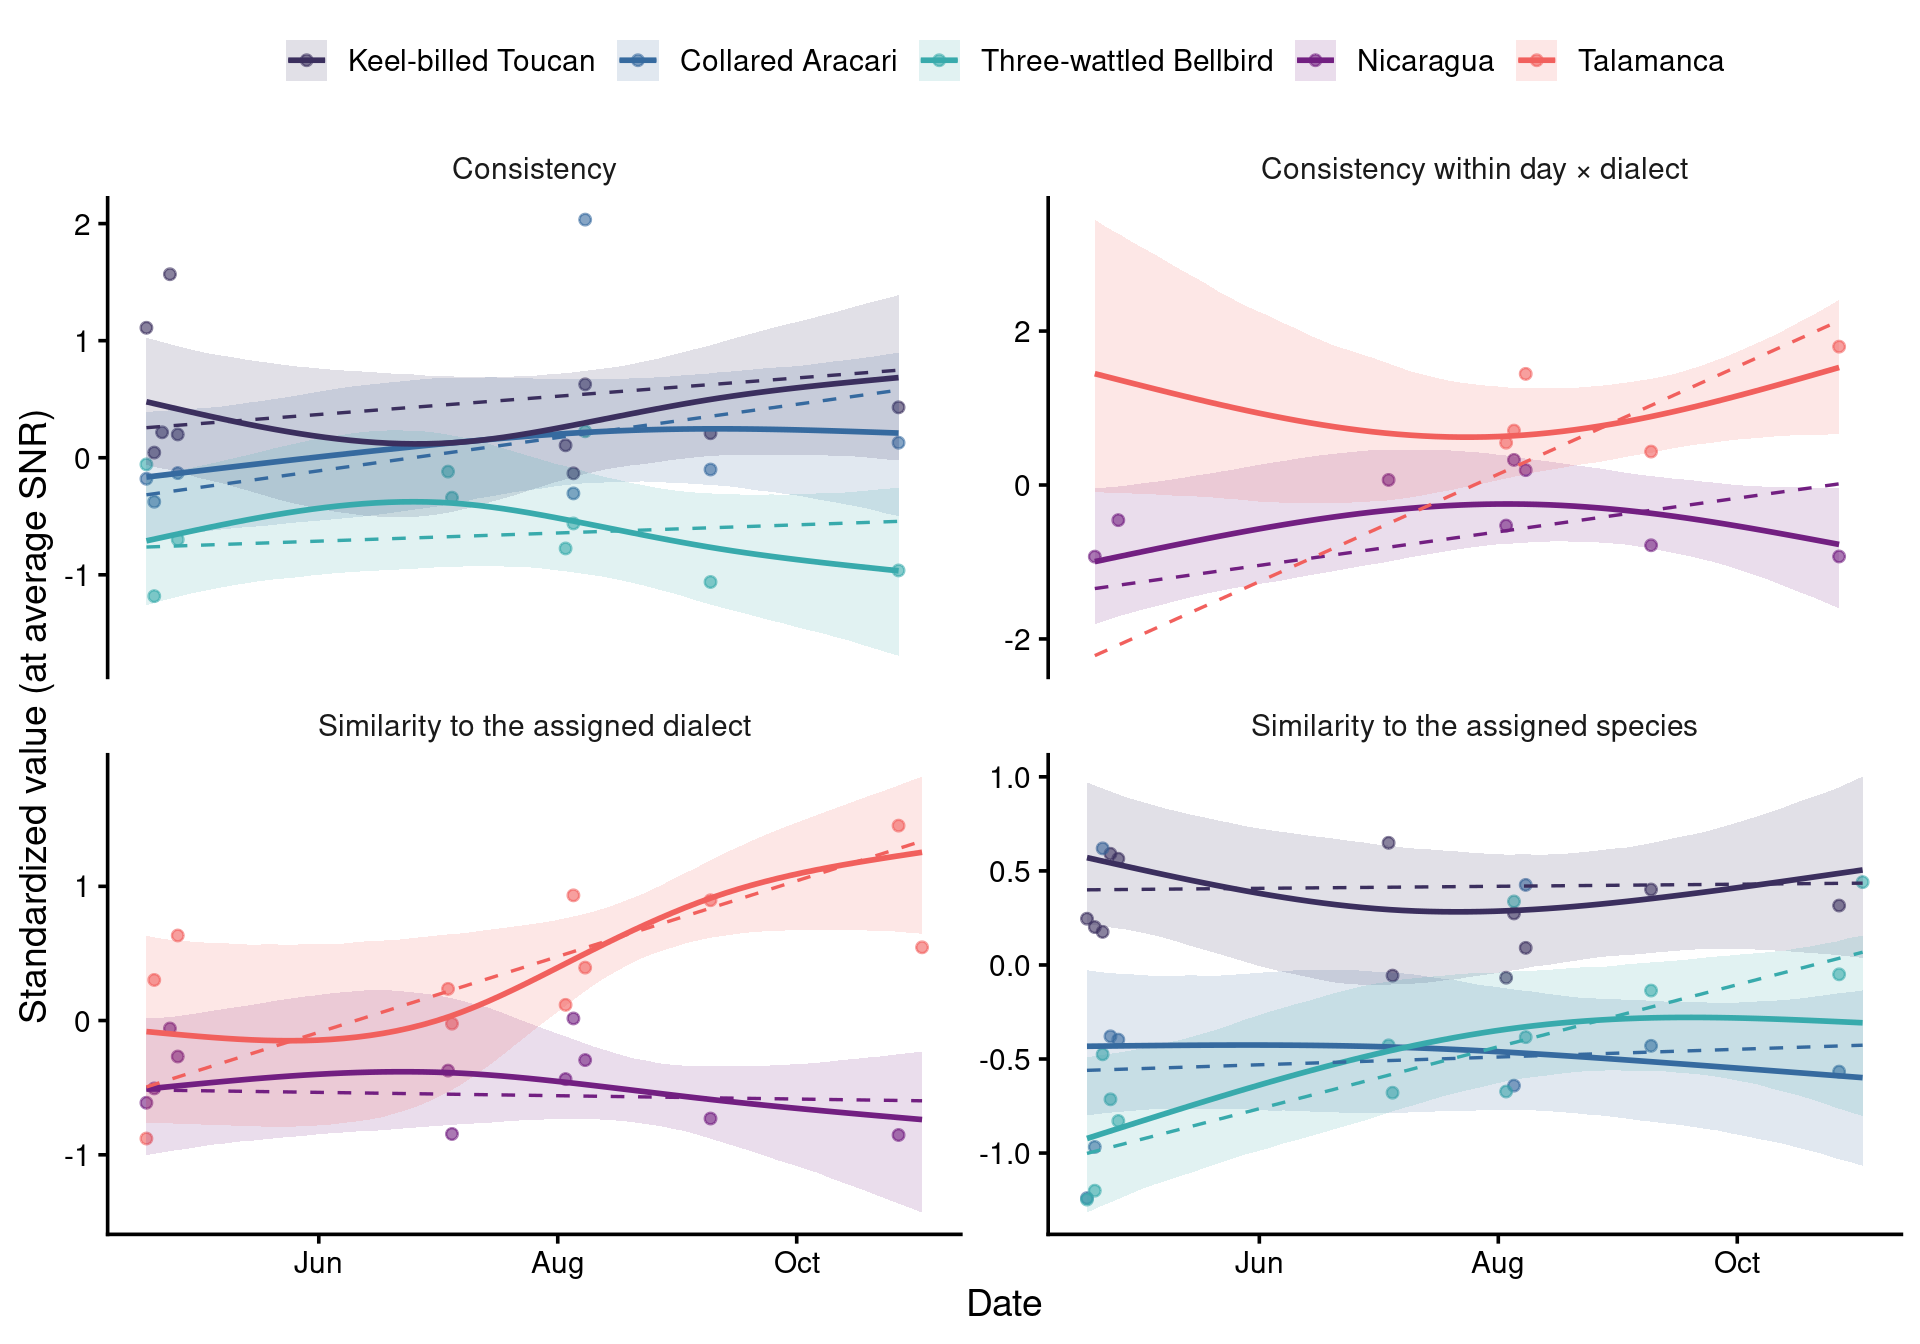 Keel-billed Toucan Collared Aracari Three-wattled Bellbird Nicaragua Talamanca
Consistency
Consistency within day × dialect
2
1
0
-1
2
0
-2
Standardized value (at average SNR)
Similarity to the assigned dialect
Similarity to the assigned species
1
0
-1
1.0
0.5
0.0
-0.5
-1.0
Jun Aug Oct
Jun Aug Oct
Date